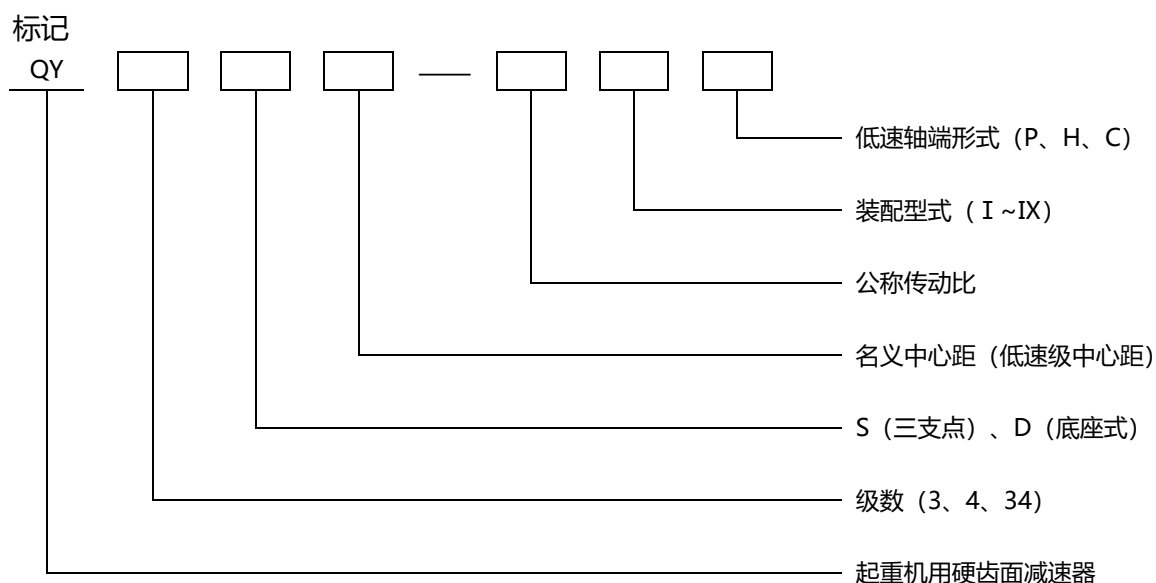 标记
QY
低速轴端形式（P、H、C）
装配型式（Ⅰ~Ⅸ）
公称传动比
名义中心距（低速级中心距）
S（三支点）、D（底座式）
级数（3、4、34）
起重机用硬齿面减速器